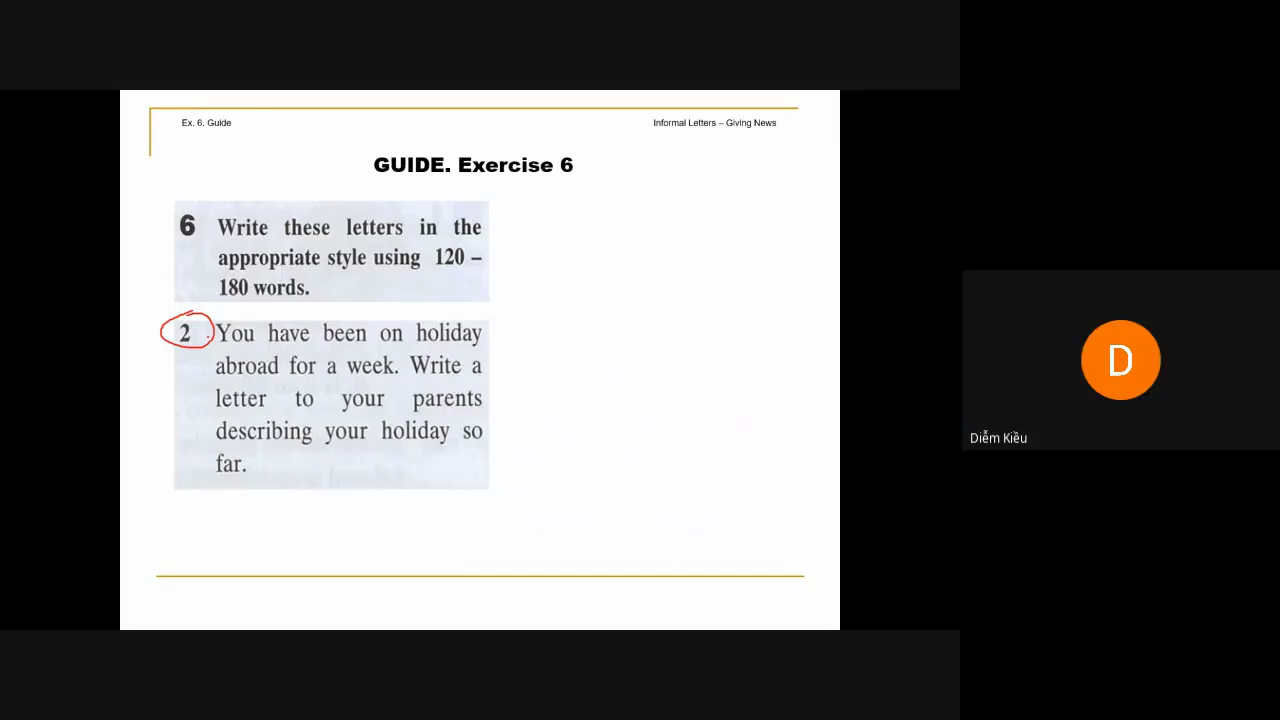 Ex. 6. Guide
Informal Letters – Giving News
GUIDE. Exercise 6
6 Write these letters in the
appropriate style using 120 –
180 words.
2 You have been on holiday
abroad for a week. Write a
letter to your parents
describing your holiday so
far.
D
Diễm Kiều